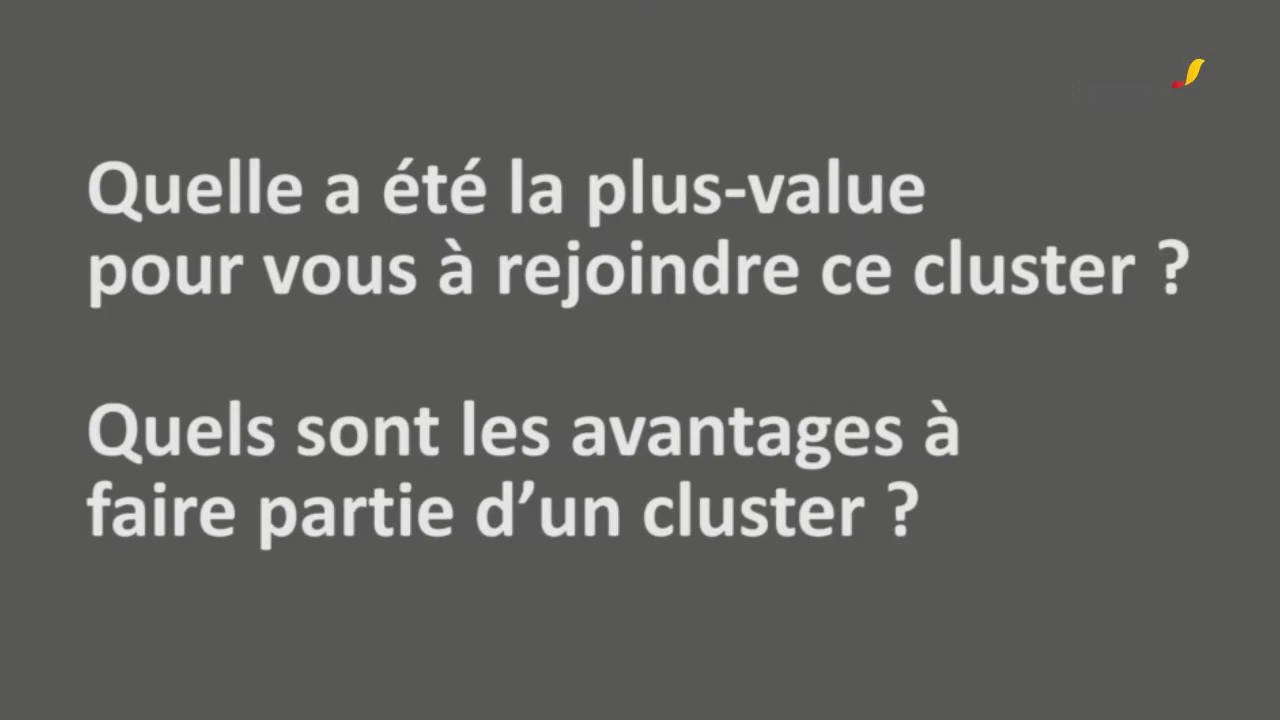 Quelle a été la plus-value
pour vous à rejoindre ce cluster ?
Quels sont les avantages à
faire partie d’un cluster ?